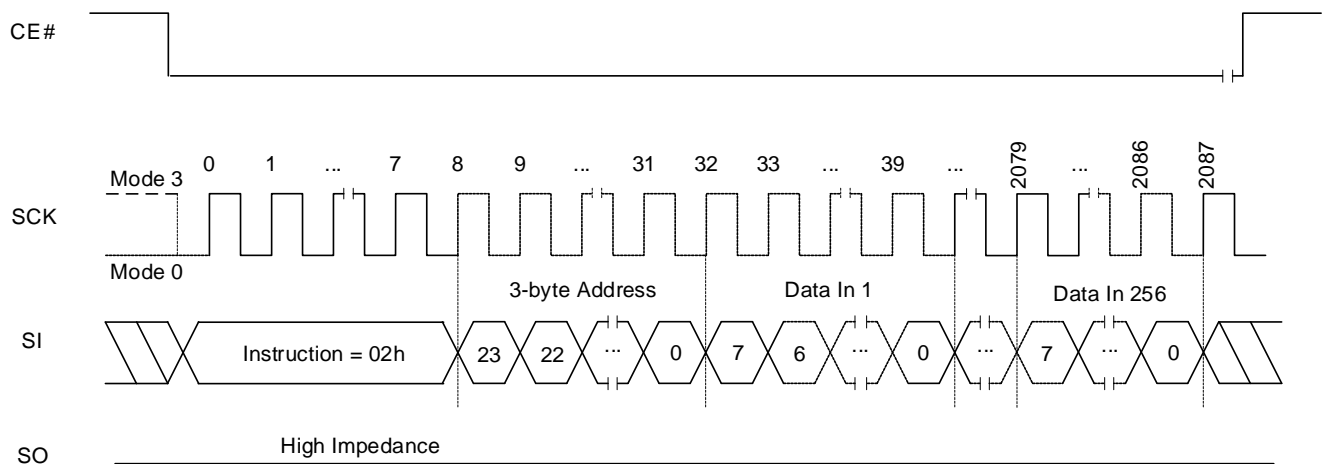 CE#
0 1 ... 7 8 9 ... 31 32 33 ... 39 ... 2079 ... 2086 2087
Mode 3
SCK
Mode 0
3-byte Address Data In 1 Data In 256
SI
Instruction = 02h 23 22 ... 0 7 6 ... 0 ... 7 ... 0
High Impedance
SO